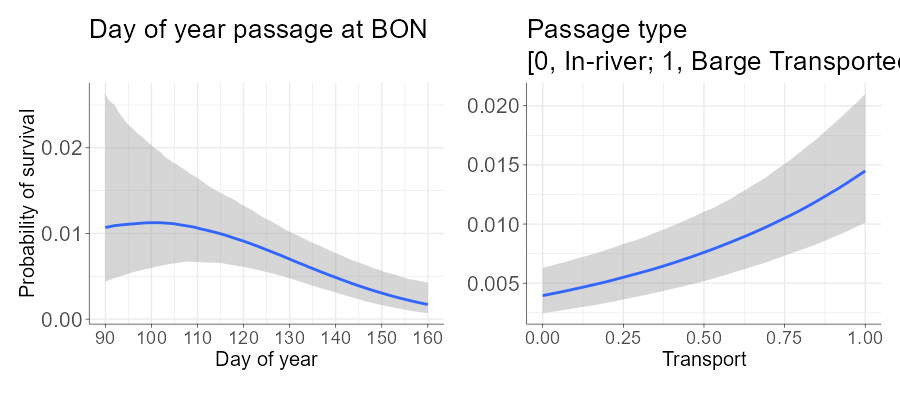 Day of year passage at BON
Probability of survival
0.02
0.01
0.00
90 100 110 120 130 140 150 160
Day of year
Passage type
[0, In-river; 1, Barge Transported
0.020
0.015
0.010
0.005
0.00 0.25 0.50 0.75 1.00
Transport